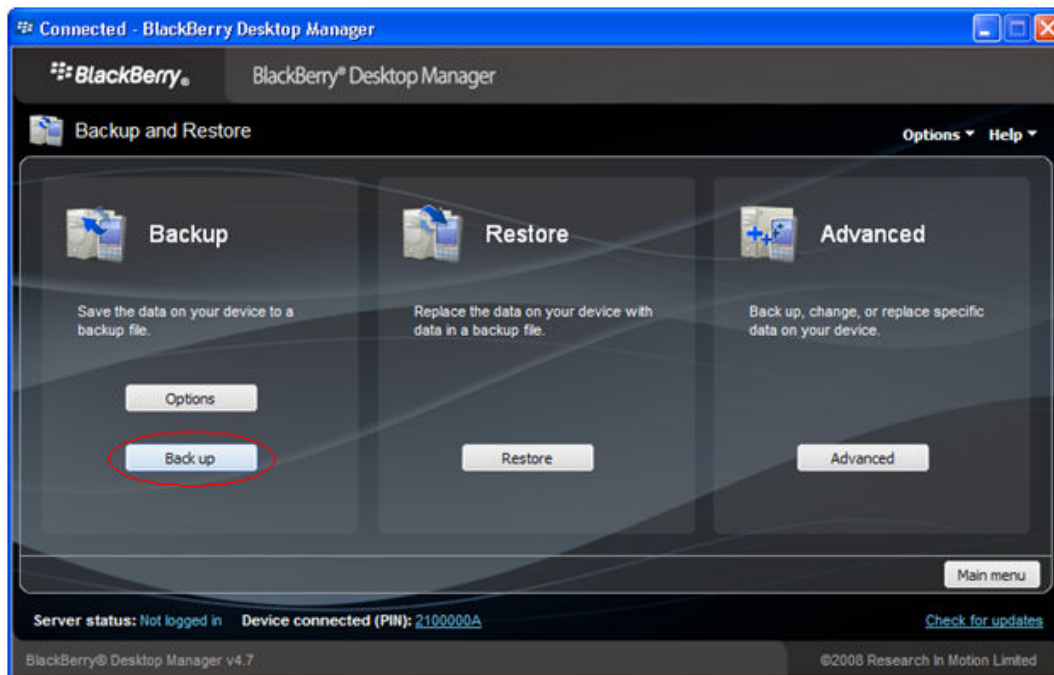 Connected - BlackBerry Desktop Manager
BlackBerry® BlackBerry® Desktop Manager
Backup and Restore
Options Help
Backup
Save the data on your device to a
backup file.
Options
Back up
Restore
Replace the data on your device with
data in a backup file.
Restore
Advanced
Back up, change, or replace specific
data on your device.
Advanced
Main menu
Server status: Not logged in Device connected (PIN): 2100000A
Check for updates
BlackBerry® Desktop Manager v4.7
©2008 Research In Motion Limited